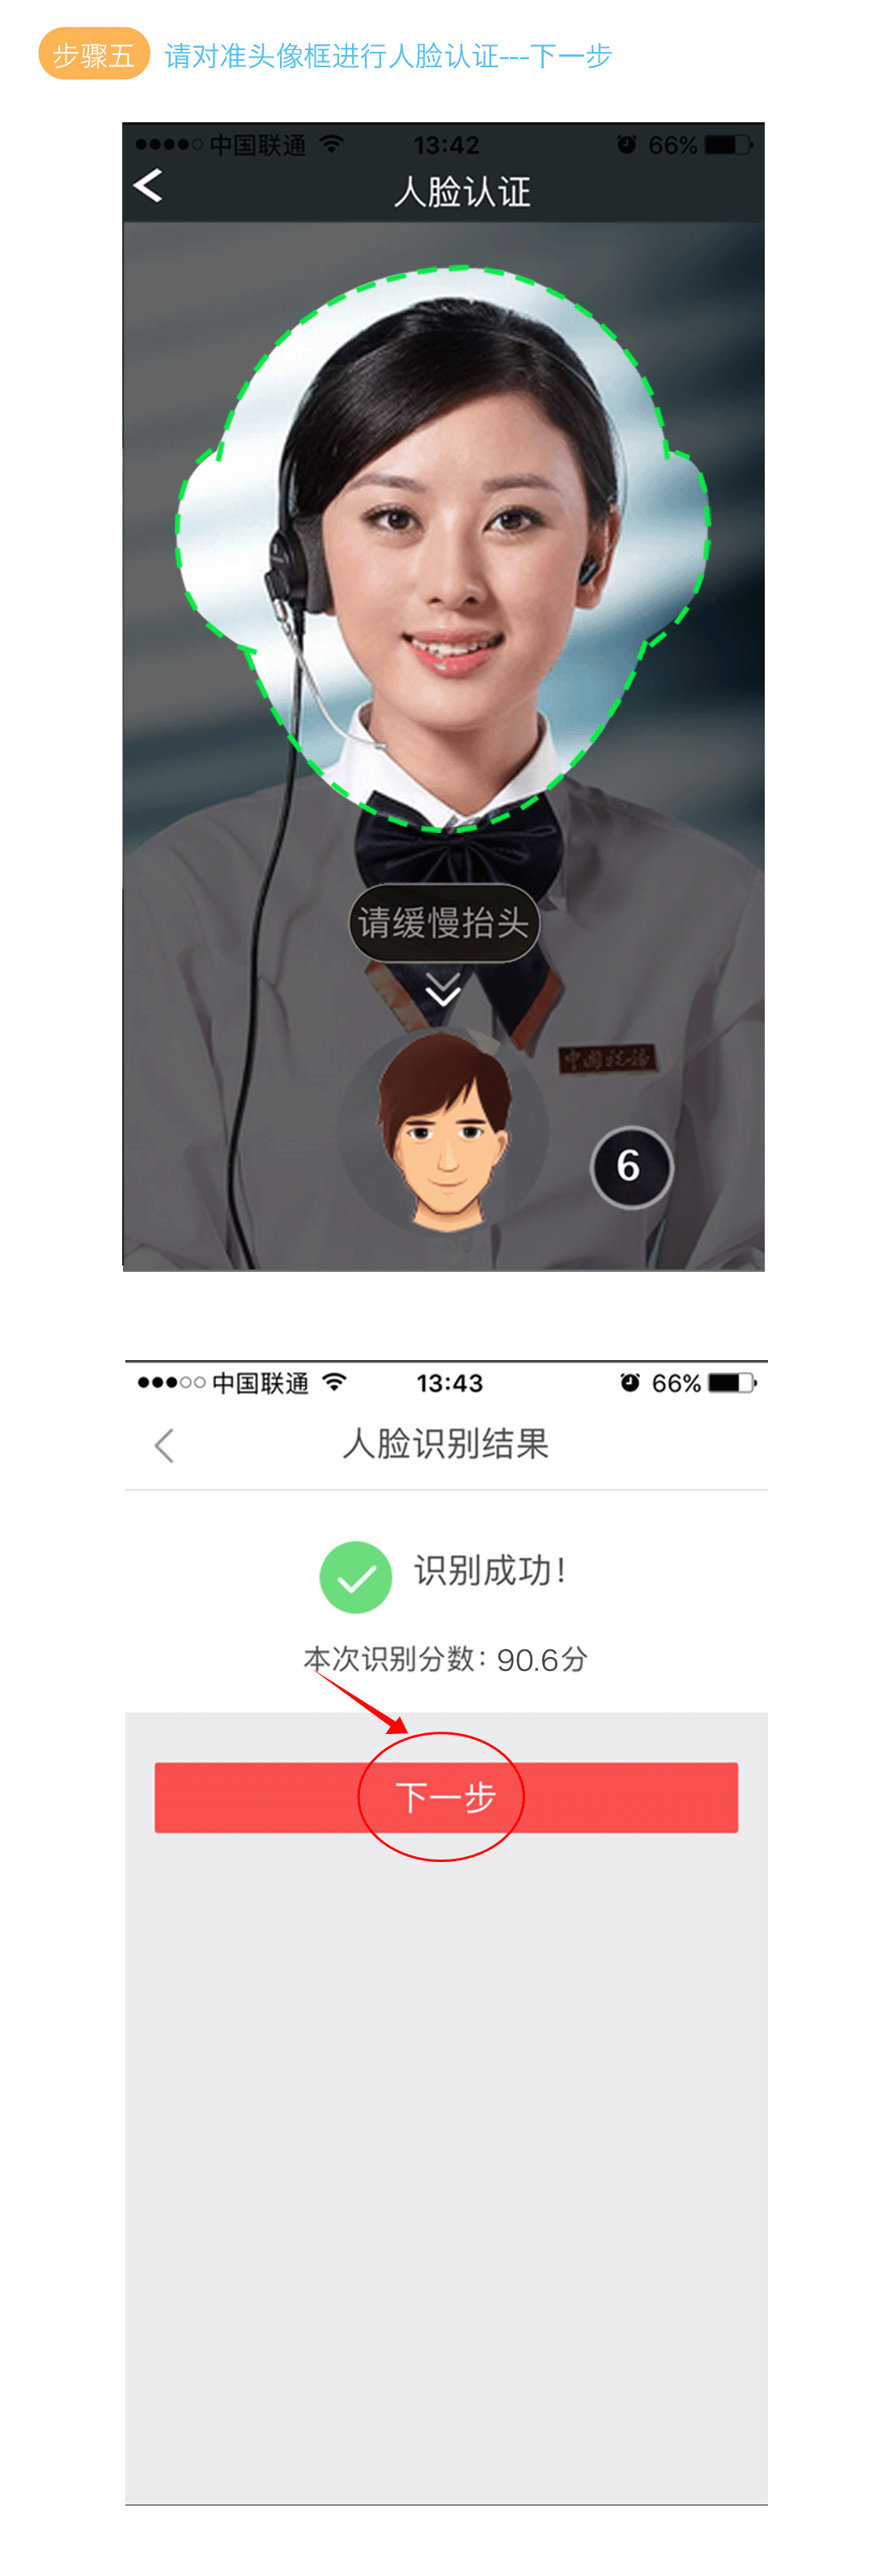 步骤五 请对准头像框进行人脸认证---下一步
中国联通 13:42 66%
人脸认证
请缓慢抬头
中国税务
6
中国联通 13:43 66%
人脸识别结果
识别成功！
本次识别分数：90.6分
下一步